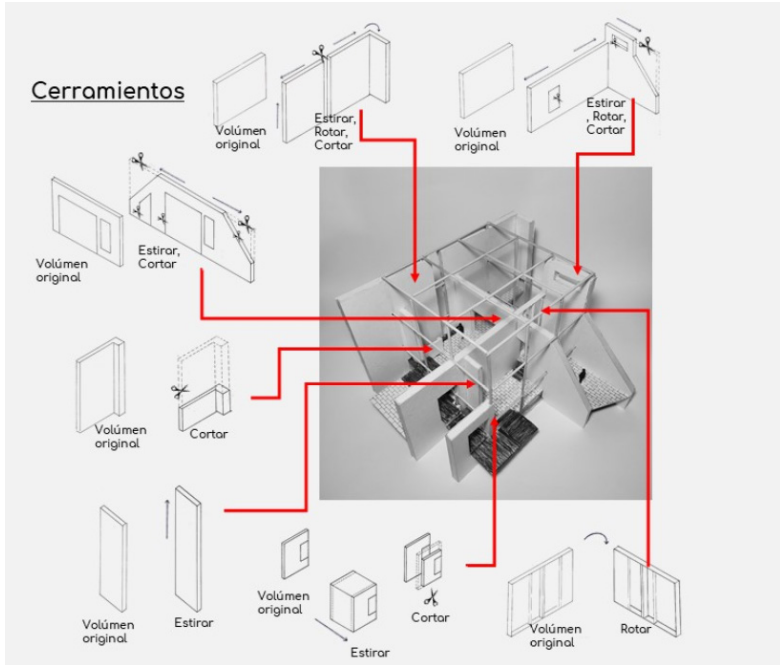 Cerramientos
Volúmen
original
Estirar,
Rotar,
Cortar
Volúmen
original
Estirar
, Rotar,
Cortar
Volúmen
original
Estirar,
Cortar
Volúmen
original
Cortar
Volúmen
original
Estirar
Volúmen
original
Estirar
Cortar
Volúmen
original
Rotar